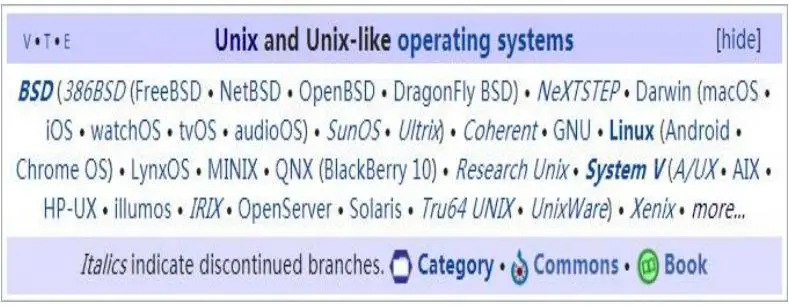 V • T • E Unix and Unix-like operating systems [hide]
BSD (386BSD (FreeBSD • NetBSD • OpenBSD • DragonFly BSD) • NeXTSTEP • Darwin (macOS •
iOS • watchOS • tvOS • audioOS) • SunOS • Ultrix) • Coherent • GNU • Linux (Android •
Chrome OS) • LynxOS • MINIX • QNX (BlackBerry 10) • Research Unix • System V (A/UX • AIX •
HP-UX • illumos • IRIX • OpenServer • Solaris • Tru64 UNIX • UnixWare) • Xenix • more...
Italics indicate discontinued branches. Category • Commons • Book